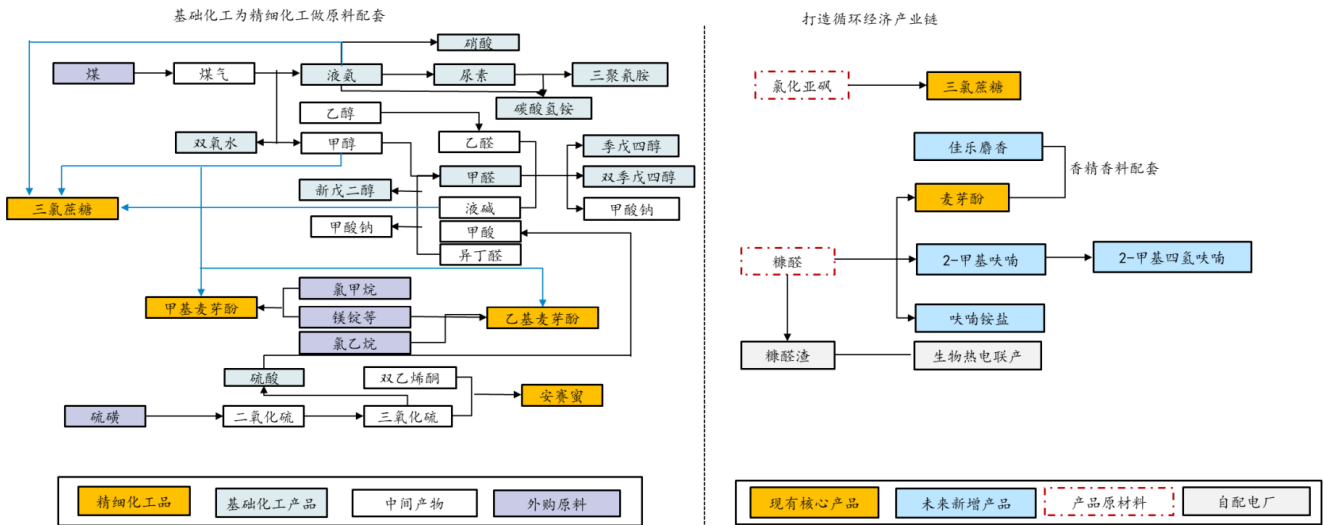 基础化工为精细化工做原料配套
硝酸
煤
煤气
液氨
尿素
三聚氰胺
碳酸氢铵
乙醇
双氧水
甲醇
乙醛
季戊四醇
甲醛
双季戊四醇
新戊二醇
三氯蔗糖
液碱
甲酸钠
甲酸钠
甲酸
异丁醛
氯甲烷
甲基麦芽酚
镁锭等
乙基麦芽酚
氯乙烷
硫酸
双乙烯酮
安赛蜜
硫磺
二氧化硫
三氧化硫
精细化工品
基础化工产品
中间产物
外购原料
打造循环经济产业链
氯化亚砜
三氯蔗糖
佳乐麝香
香精香料配套
麦芽酚
糠醛
2-甲基呋喃
2-甲基四氢呋喃
呋喃铵盐
糠醛渣
生物热电联产
现有核心产品
未来新增产品
产品原材料
自配电厂